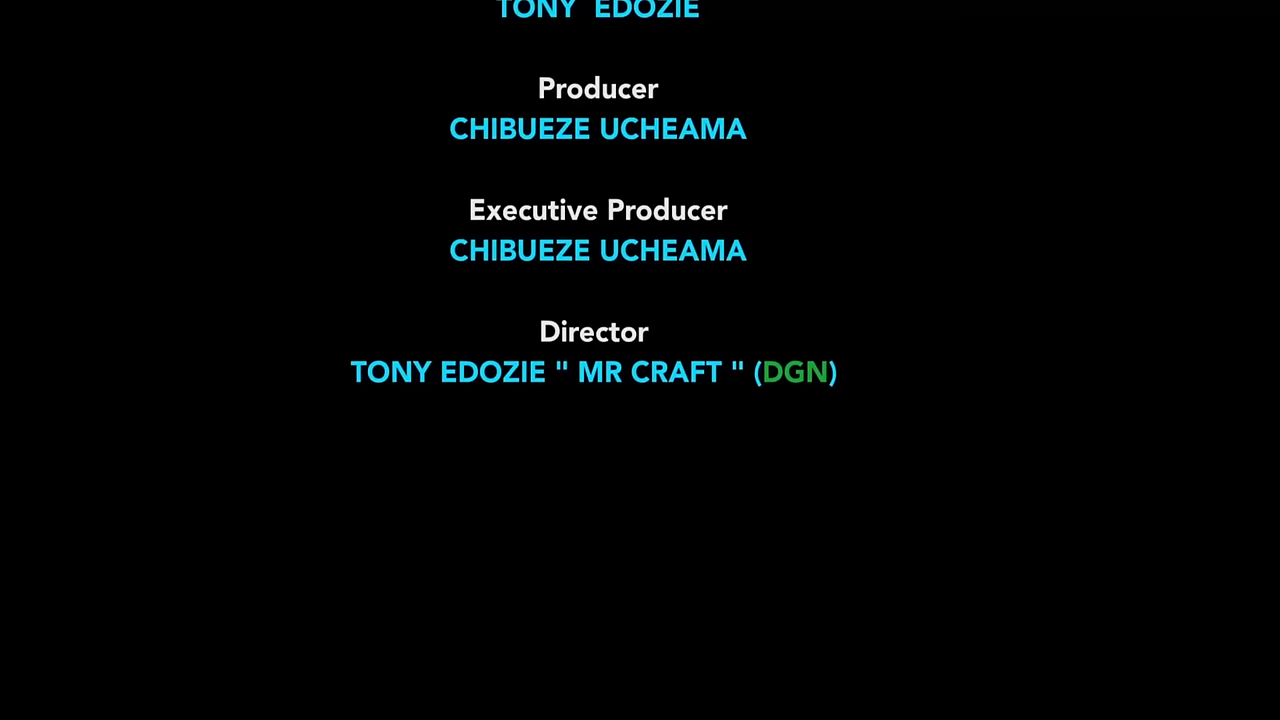 TONY EDOZIE
Producer
CHIBUEZE UCHEAMA
Executive Producer
CHIBUEZE UCHEAMA
Director
TONY EDOZIE " MR CRAFT " (DGN)